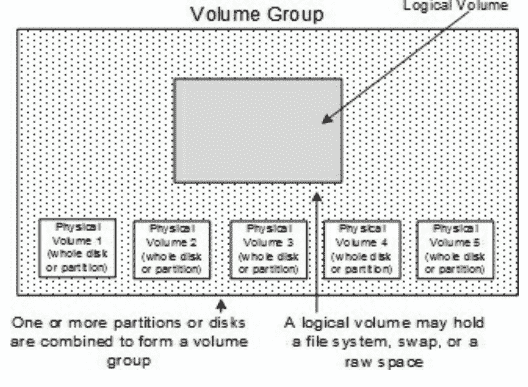 Logical Volume
Volume Group
Physical
Volume 1
(whole disk
or partition)
Physical
Volume 2
(whole disk
or partition)
Physical
Volume 3
(whole disk
or partition)
Physical
Volume 4
(whole disk
or partition)
Physical
Volume 5
(whole disk
or partition)
One or more partitions or disks
are combined to form a volume
group
A logical volume may hold
a file system, swap, or a
raw space